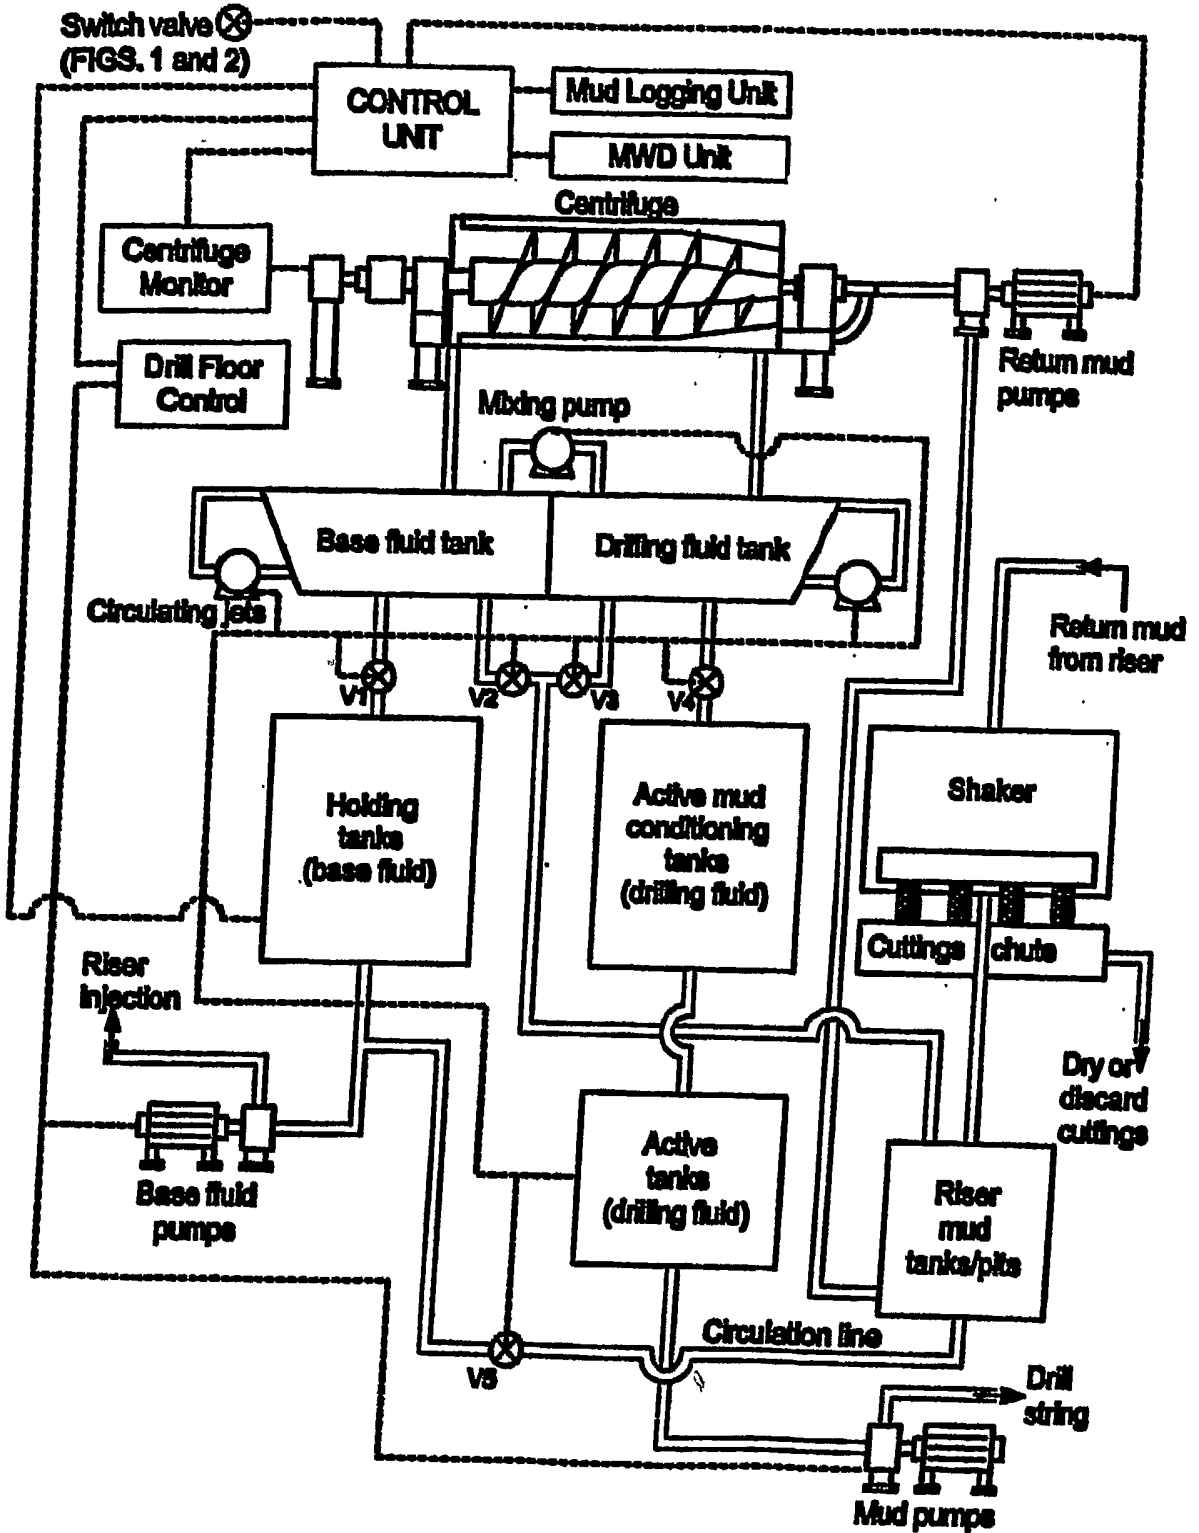 Switch valve
(FIGS. 1 and 2)
CONTROL
UNIT
Mud Logging Unit
MWD Unit
Centrifuge
Centrifuge
Monitor
Drill Floor
Control
Return mud
pumps
Mixing pump
Base fluid tank
Drilling fluid tank
Circulating jets
Return mud
from riser
V1
V2
V3
V4
Holding
tanks
(base fluid)
Active mud
conditioning
tanks
(drilling fluid)
Shaker
Cuttings chute
Riser
injection
Dry or
discard
cuttings
Base fluid
pumps
Active
tanks
(drilling fluid)
Riser
mud
tanks/pits
Circulation line
V5
Drill
string
Mud pumps